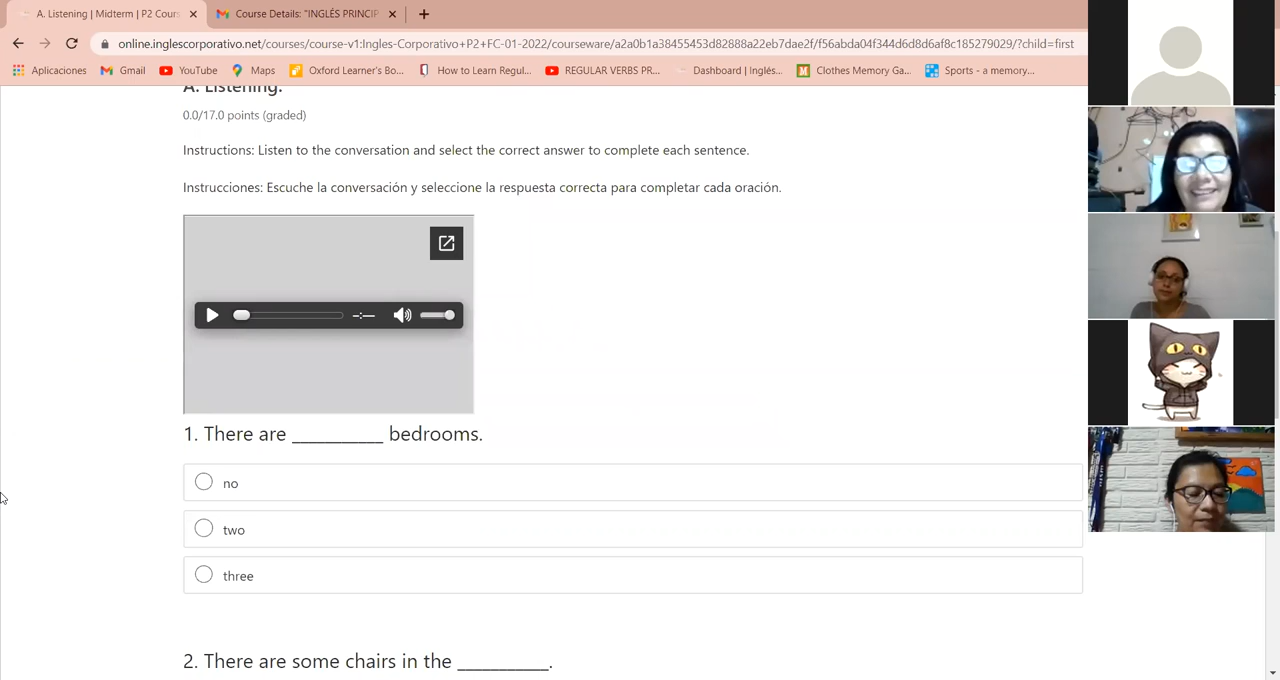 A. Listening | Midterm | P2 Cours
Course Details: "INGLÉS PRINCIP
online.inglescorporativo.net/courses/course-v1:Ingles-Corporativo+P2+FC-01-2022/courseware/a2a0b1a38455453d82888a22eb7dae2f/f56abda04f344d6d8d6af8c185279029/?child=first
Aplicaciones Gmail YouTube Maps Oxford Learner's Bo... How to Learn Regul... REGULAR VERBS PR... Dashboard | Inglés... Clothes Memory Ga... Sports - a memory...
A. Listening.
0.0/17.0 points (graded)
Instructions: Listen to the conversation and select the correct answer to complete each sentence.
Instrucciones: Escuche la conversación y seleccione la respuesta correcta para completar cada oración.
-:--
1. There are ___________ bedrooms.
no
two
three
2. There are some chairs in the ___________.